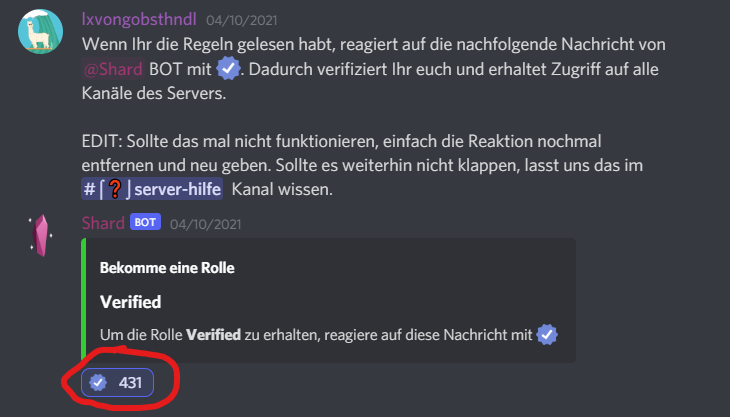 lxvongobsthndl 04/10/2021
Wenn Ihr die Regeln gelesen habt, reagiert auf die nachfolgende Nachricht von
@Shard BOT mit . Dadurch verifiziert Ihr euch und erhaltet Zugriff auf alle
Kanäle des Servers.
EDIT: Sollte das mal nicht funktionieren, einfach die Reaktion nochmal
entfernen und neu geben. Sollte es weiterhin nicht klappen, lasst uns das im
# ⌈❓⌋ server-hilfe Kanal wissen.
Shard BOT 04/10/2021
Bekomme eine Rolle
Verified
Um die Rolle Verified zu erhalten, reagiere auf diese Nachricht mit
431